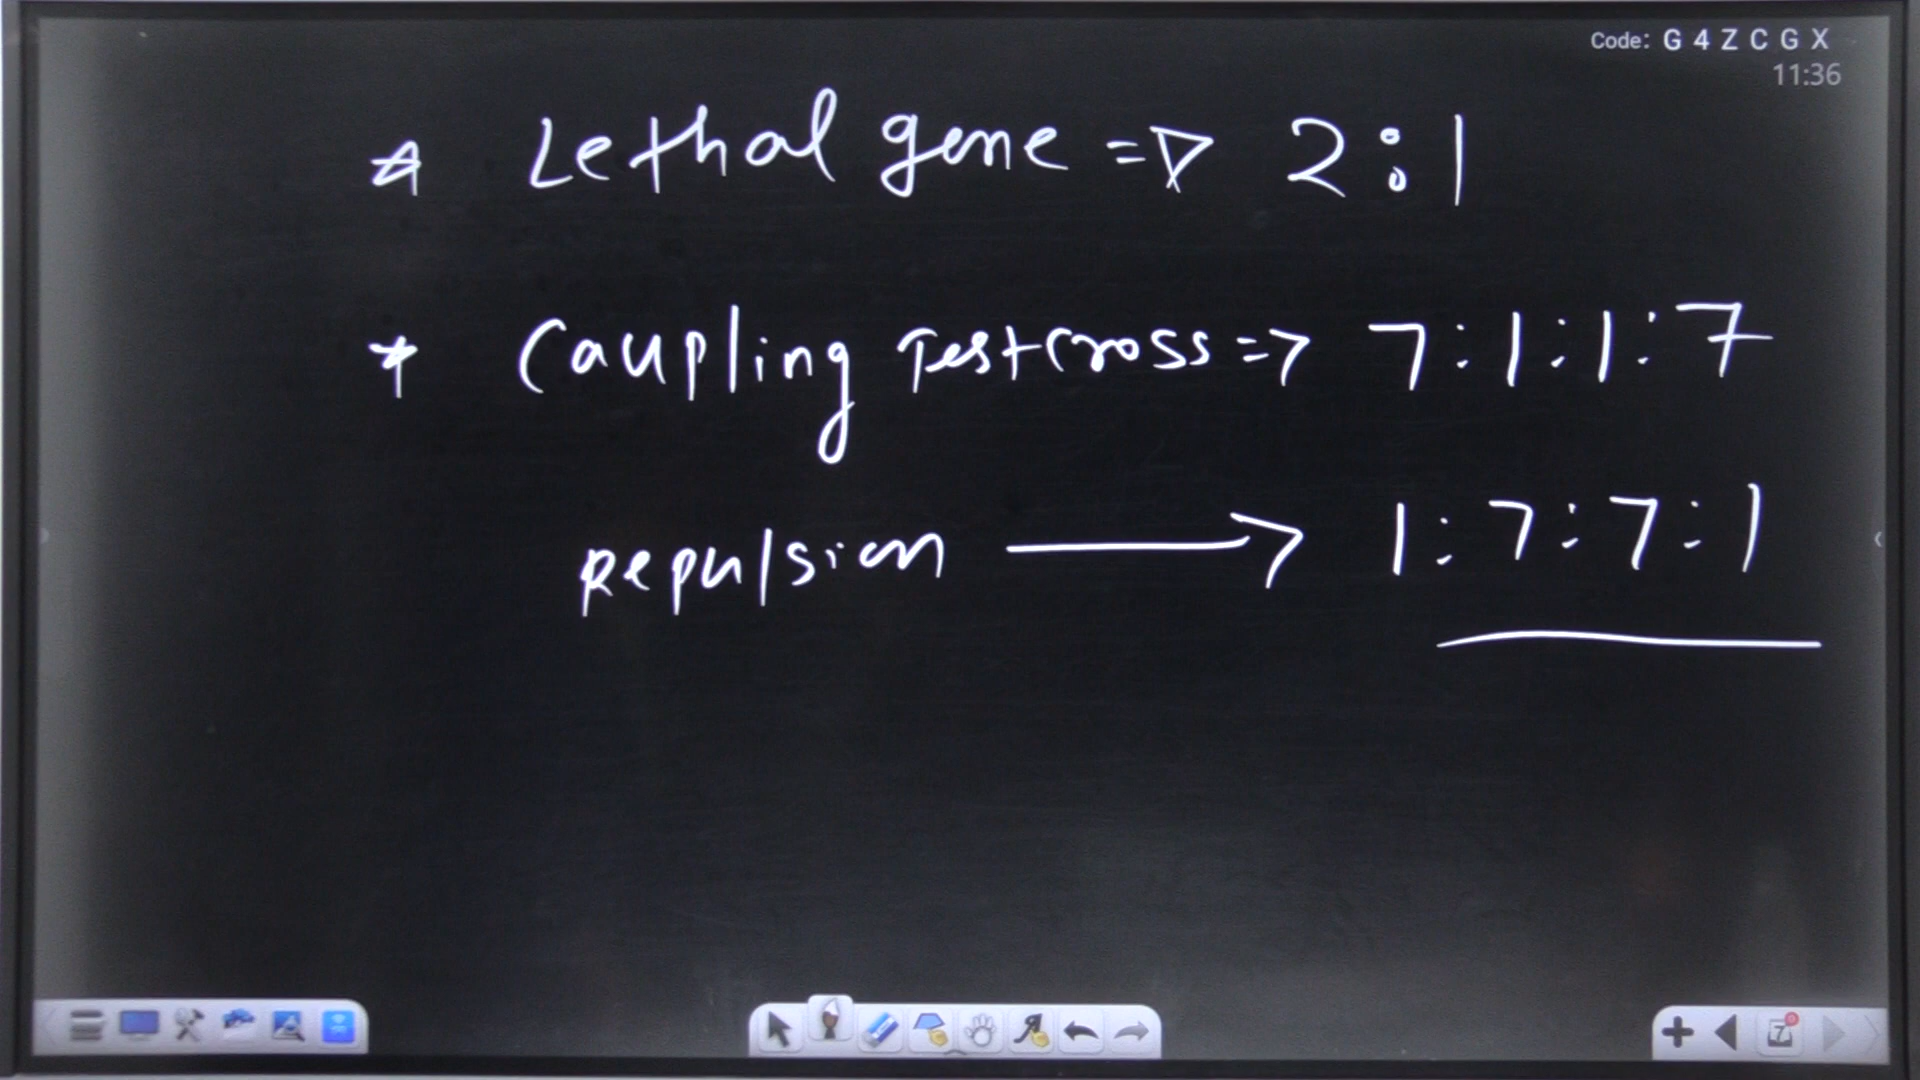 Code: G 4 Z C G X
11:36
* Lethal gene => 2:1
* Caupling Testcross => 7:1:1:7
Repulsion → 1:7:7:1
7